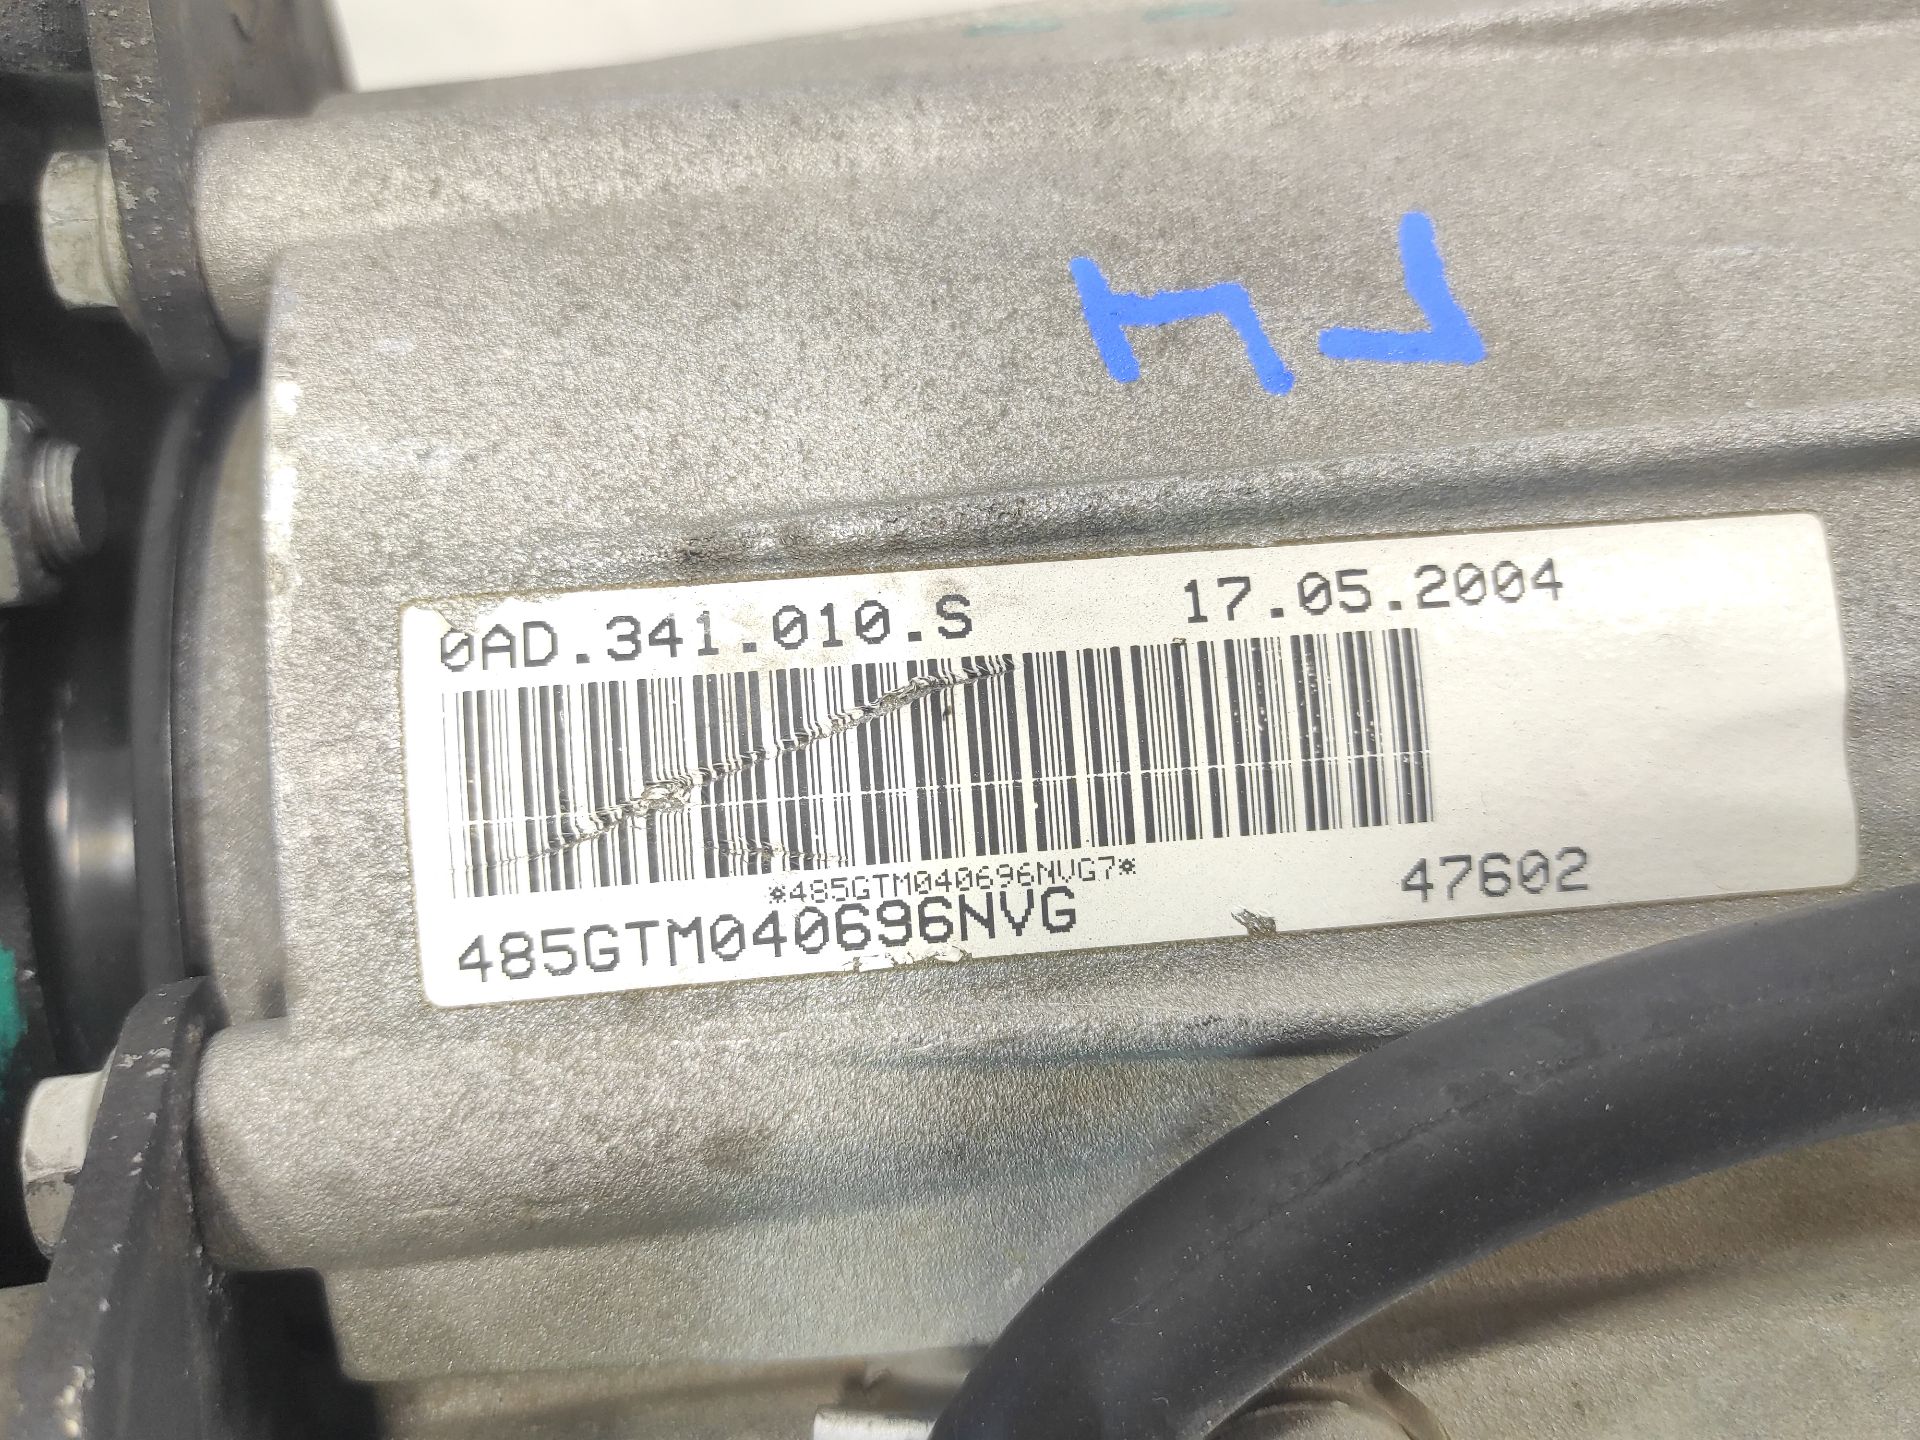 0AD.341.010.S 17.05.2004
*485GTM040696NVG7*
485GTM040696NVG 47602